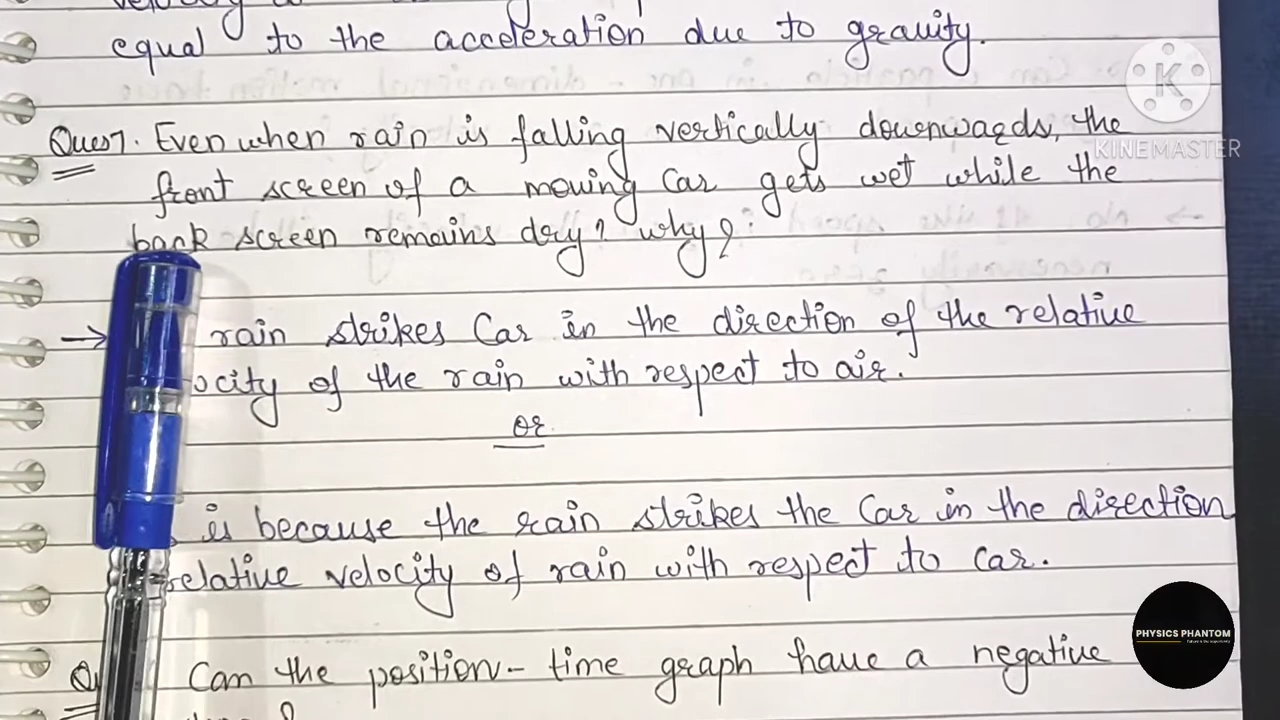 equal to the acceleration due to gravity.
Ques7. Even when rain is falling vertically downwards, the
front screen of a moving Car gets wet while the
back screen remains dry? why?
→ rain strikes Car in the direction of the relative
ocity of the rain with respect to air.
or
is because the rain strikes the Car in the direction
relative velocity of rain with respect to Car.
Q Can the position - time graph have a negative
K
KINEMASTER
PHYSICS PHANTOM